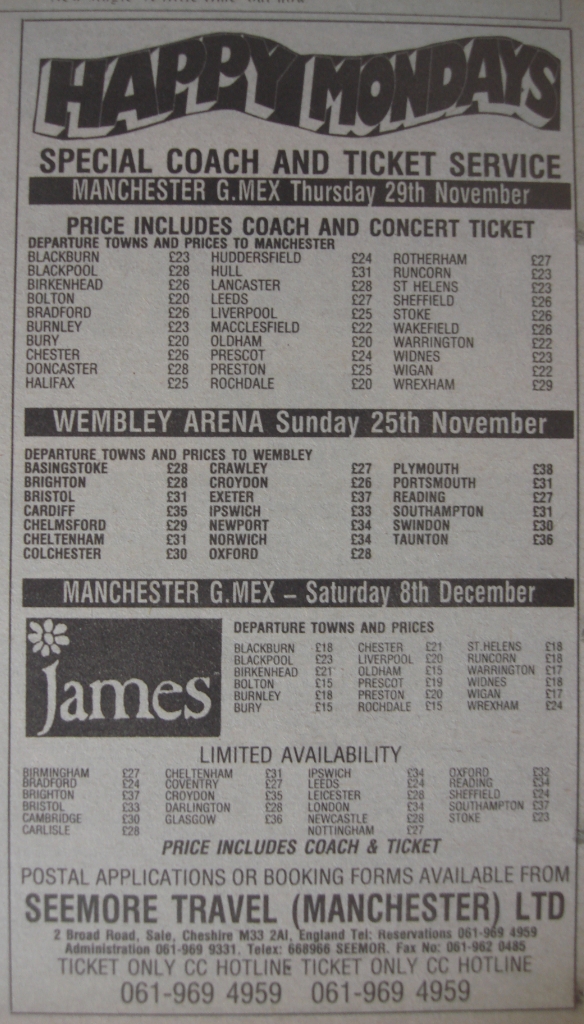 HAPPY MONDAYS
SPECIAL COACH AND TICKET SERVICE
MANCHESTER G.MEX Thursday 29th November
PRICE INCLUDES COACH AND CONCERT TICKET
DEPARTURE TOWNS AND PRICES TO MANCHESTER
BLACKBURN £23 HUDDERSFIELD £24 ROTHERHAM £27
BLACKPOOL £28 HULL £31 RUNCORN £23
BIRKENHEAD £26 LANCASTER £28 ST HELENS £23
BOLTON £20 LEEDS £27 SHEFFIELD £26
BRADFORD £26 LIVERPOOL £25 STOKE £26
BURNLEY £23 MACCLESFIELD £22 WAKEFIELD £26
BURY £20 OLDHAM £20 WARRINGTON £22
CHESTER £26 PRESCOT £24 WIDNES £23
DONCASTER £28 PRESTON £25 WIGAN £22
HALIFAX £25 ROCHDALE £20 WREXHAM £29
WEMBLEY ARENA Sunday 25th November
DEPARTURE TOWNS AND PRICES TO WEMBLEY
BASINGSTOKE £28 CRAWLEY £27 PLYMOUTH £38
BRIGHTON £28 CROYDON £26 PORTSMOUTH £31
BRISTOL £31 EXETER £37 READING £27
CARDIFF £35 IPSWICH £33 SOUTHAMPTON £31
CHELMSFORD £29 NEWPORT £34 SWINDON £30
CHELTENHAM £31 NORWICH £34 TAUNTON £36
COLCHESTER £30 OXFORD £28
MANCHESTER G.MEX – Saturday 8th December
James
DEPARTURE TOWNS AND PRICES
BLACKBURN £18 CHESTER £21 ST.HELENS £18
BLACKPOOL £23 LIVERPOOL £20 RUNCORN £18
BIRKENHEAD £21 OLDHAM £15 WARRINGTON £17
BOLTON £15 PRESCOT £19 WIDNES £18
BURNLEY £18 PRESTON £20 WIGAN £17
BURY £15 ROCHDALE £15 WREXHAM £24
LIMITED AVAILABILITY
BIRMINGHAM £27 CHELTENHAM £31 IPSWICH £34 OXFORD £32
BRADFORD £24 COVENTRY £27 LEEDS £24 READING £34
BRIGHTON £37 CROYDON £35 LEICESTER £28 SHEFFIELD £24
BRISTOL £33 DARLINGTON £28 LONDON £34 SOUTHAMPTON £37
CAMBRIDGE £30 GLASGOW £36 NEWCASTLE £28 STOKE £23
CARLISLE £28 NOTTINGHAM £27
PRICE INCLUDES COACH & TICKET
POSTAL APPLICATIONS OR BOOKING FORMS AVAILABLE FROM
SEEMORE TRAVEL (MANCHESTER) LTD
2 Broad Road, Sale, Cheshire M33 2AI, England Tel: Reservations 061-969 4959
Administration 061-969 9331. Telex: 668966 SEEMOR. Fax No: 061-962 0485
TICKET ONLY CC HOTLINE TICKET ONLY CC HOTLINE
061-969 4959 061-969 4959